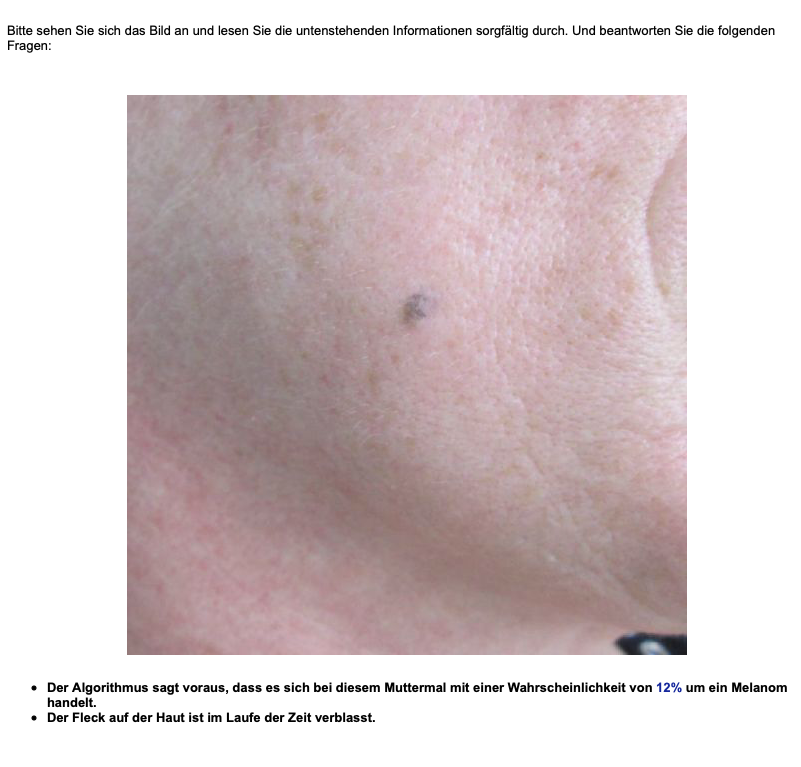 Bitte sehen Sie sich das Bild an und lesen Sie die untenstehenden Informationen sorgfältig durch. Und beantworten Sie die folgenden
Fragen:
• Der Algorithmus sagt voraus, dass es sich bei diesem Muttermal mit einer Wahrscheinlichkeit von 12% um ein Melanom
handelt.
• Der Fleck auf der Haut ist im Laufe der Zeit verblasst.